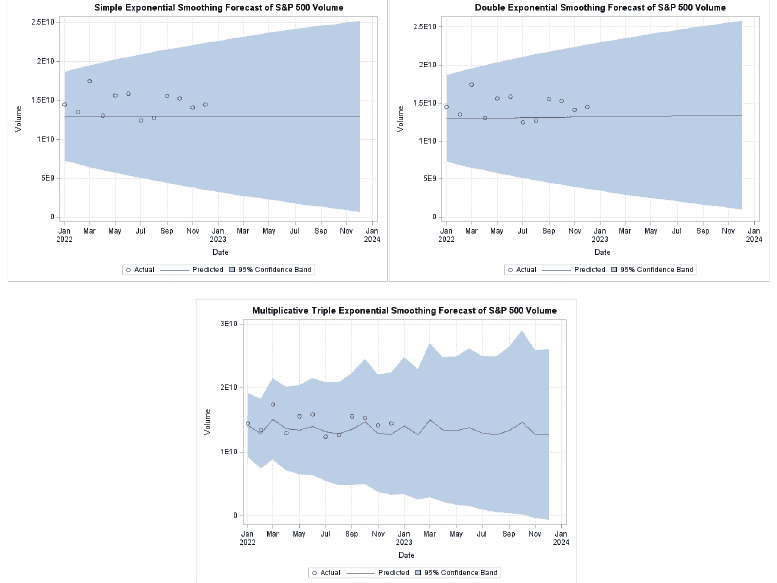 Simple Exponential Smoothing Forecast of S&P 500 Volume
2.5E10
2E10
1.5E10
1E10
5E9
0
Volume
Jan Mar May Jul Sep Nov Jan Mar May Jul Sep Nov Jan
2022 2023 2024
Date
Actual Predicted 95% Confidence Band
Double Exponential Smoothing Forecast of S&P 500 Volume
2.5E10
2E10
1.5E10
1E10
5E9
0
Volume
Jan Mar May Jul Sep Nov Jan Mar May Jul Sep Nov Jan
2022 2023 2024
Date
Actual Predicted 95% Confidence Band
Multiplicative Triple Exponential Smoothing Forecast of S&P 500 Volume
3E10
2E10
1E10
0
Volume
Jan Mar May Jul Sep Nov Jan Mar May Jul Sep Nov Jan
2022 2023 2024
Date
Actual Predicted 95% Confidence Band